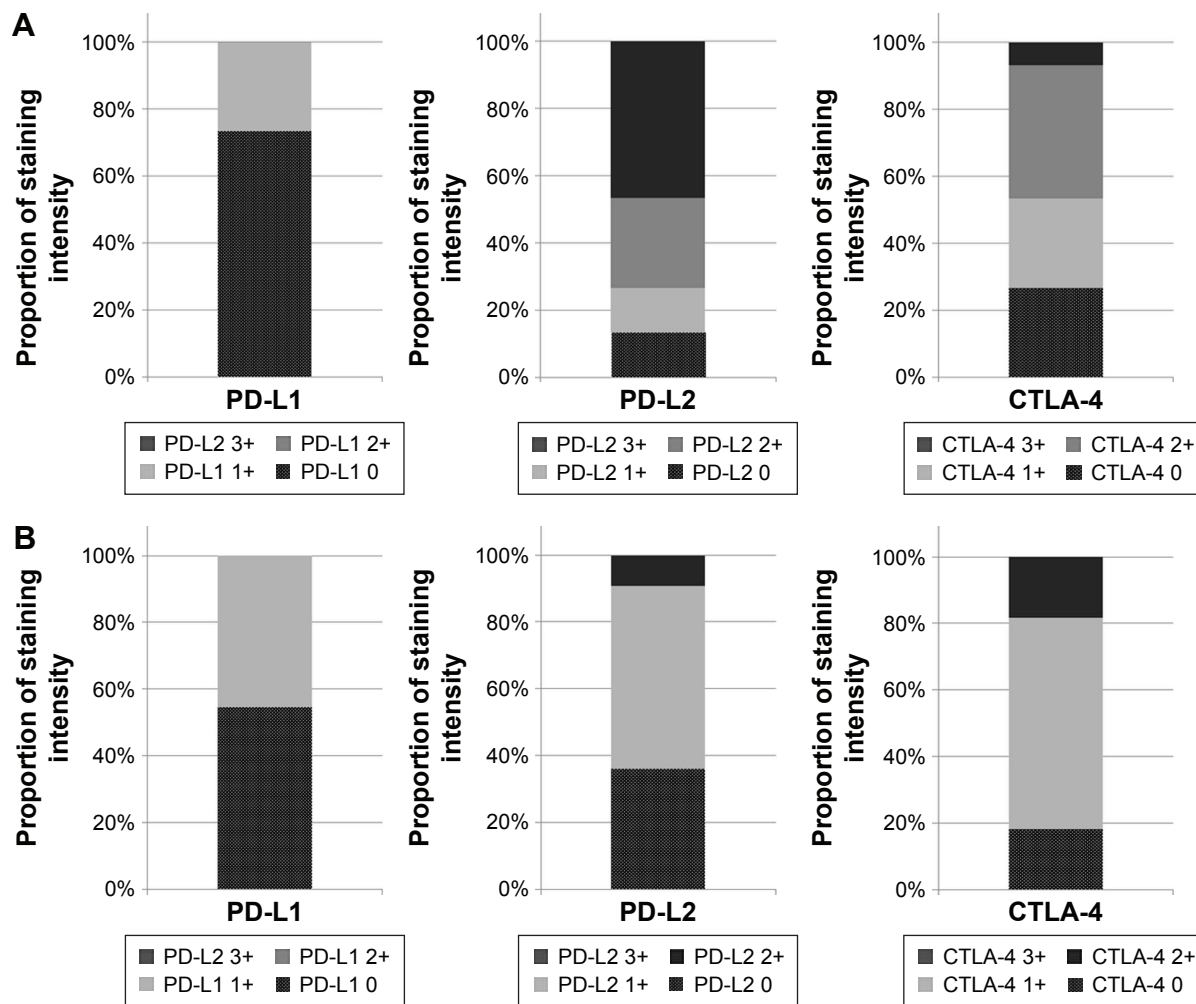 A
Proportion of staining
intensity
100%
80%
60%
40%
20%
0%
PD-L1
PD-L2 3+ PD-L1 2+
PD-L1 1+ PD-L1 0
Proportion of staining
intensity
100%
80%
60%
40%
20%
0%
PD-L2
PD-L2 3+ PD-L2 2+
PD-L2 1+ PD-L2 0
Proportion of staining
intensity
100%
80%
60%
40%
20%
0%
CTLA-4
CTLA-4 3+ CTLA-4 2+
CTLA-4 1+ CTLA-4 0
B
Proportion of staining
intensity
100%
80%
60%
40%
20%
0%
PD-L1
PD-L2 3+ PD-L1 2+
PD-L1 1+ PD-L1 0
Proportion of staining
intensity
100%
80%
60%
40%
20%
0%
PD-L2
PD-L2 3+ PD-L2 2+
PD-L2 1+ PD-L2 0
Proportion of staining
intensity
100%
80%
60%
40%
20%
0%
CTLA-4
CTLA-4 3+ CTLA-4 2+
CTLA-4 1+ CTLA-4 0